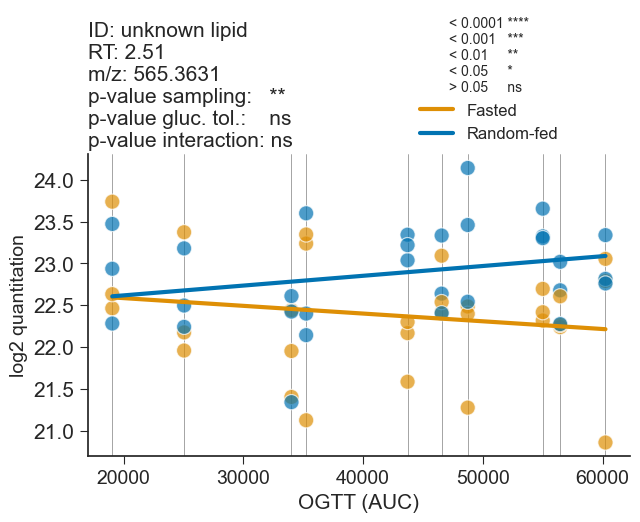 ID: unknown lipid
RT: 2.51
m/z: 565.3631
p-value sampling: **
p-value gluc. tol.: ns
p-value interaction: ns
< 0.0001 ****
< 0.001 ***
< 0.01 **
< 0.05 *
> 0.05 ns
Fasted
Random-fed
log2 quantitation
24.0
23.5
23.0
22.5
22.0
21.5
21.0
20000 30000 40000 50000 60000
OGTT (AUC)